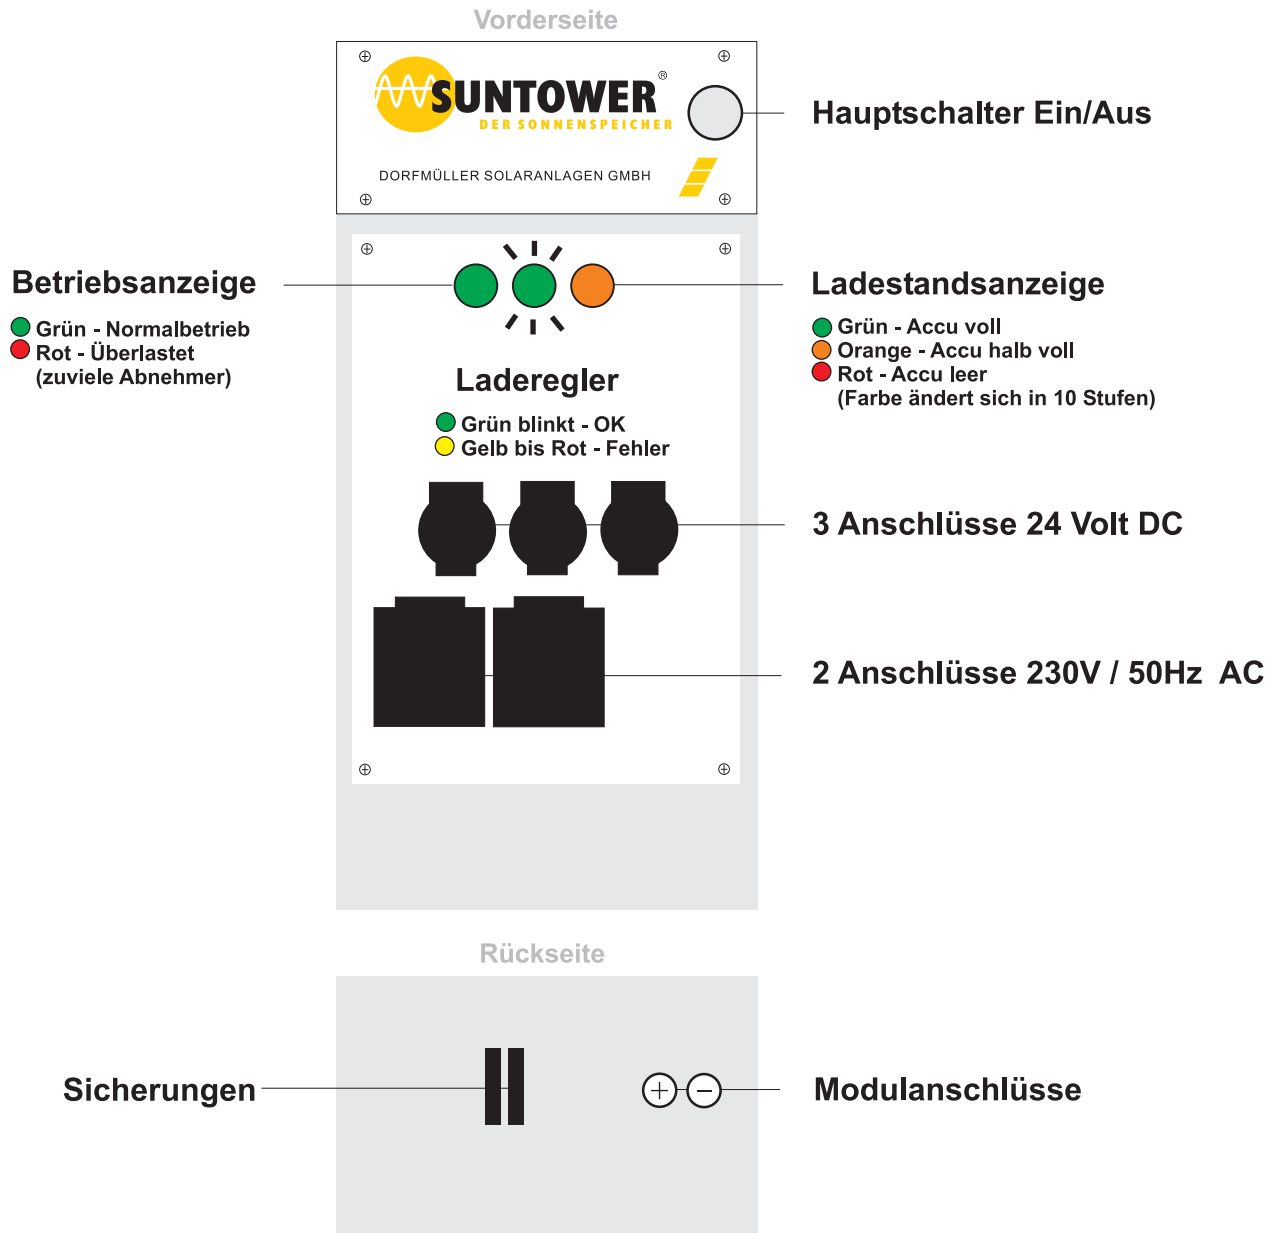 Vorderseite
SUNTOWER®
DER SONNENSPEICHER
DORFMÜLLER SOLARANLAGEN GMBH
Hauptschalter Ein/Aus
Betriebsanzeige
Grün - Normalbetrieb
Rot - Überlastet
(zuviele Abnehmer)
Ladestandsanzeige
Grün - Accu voll
Orange - Accu halb voll
Rot - Accu leer
(Farbe ändert sich in 10 Stufen)
Laderegler
Grün blinkt - OK
Gelb bis Rot - Fehler
3 Anschlüsse 24 Volt DC
2 Anschlüsse 230V / 50Hz AC
Rückseite
Sicherungen
+ −
Modulanschlüsse